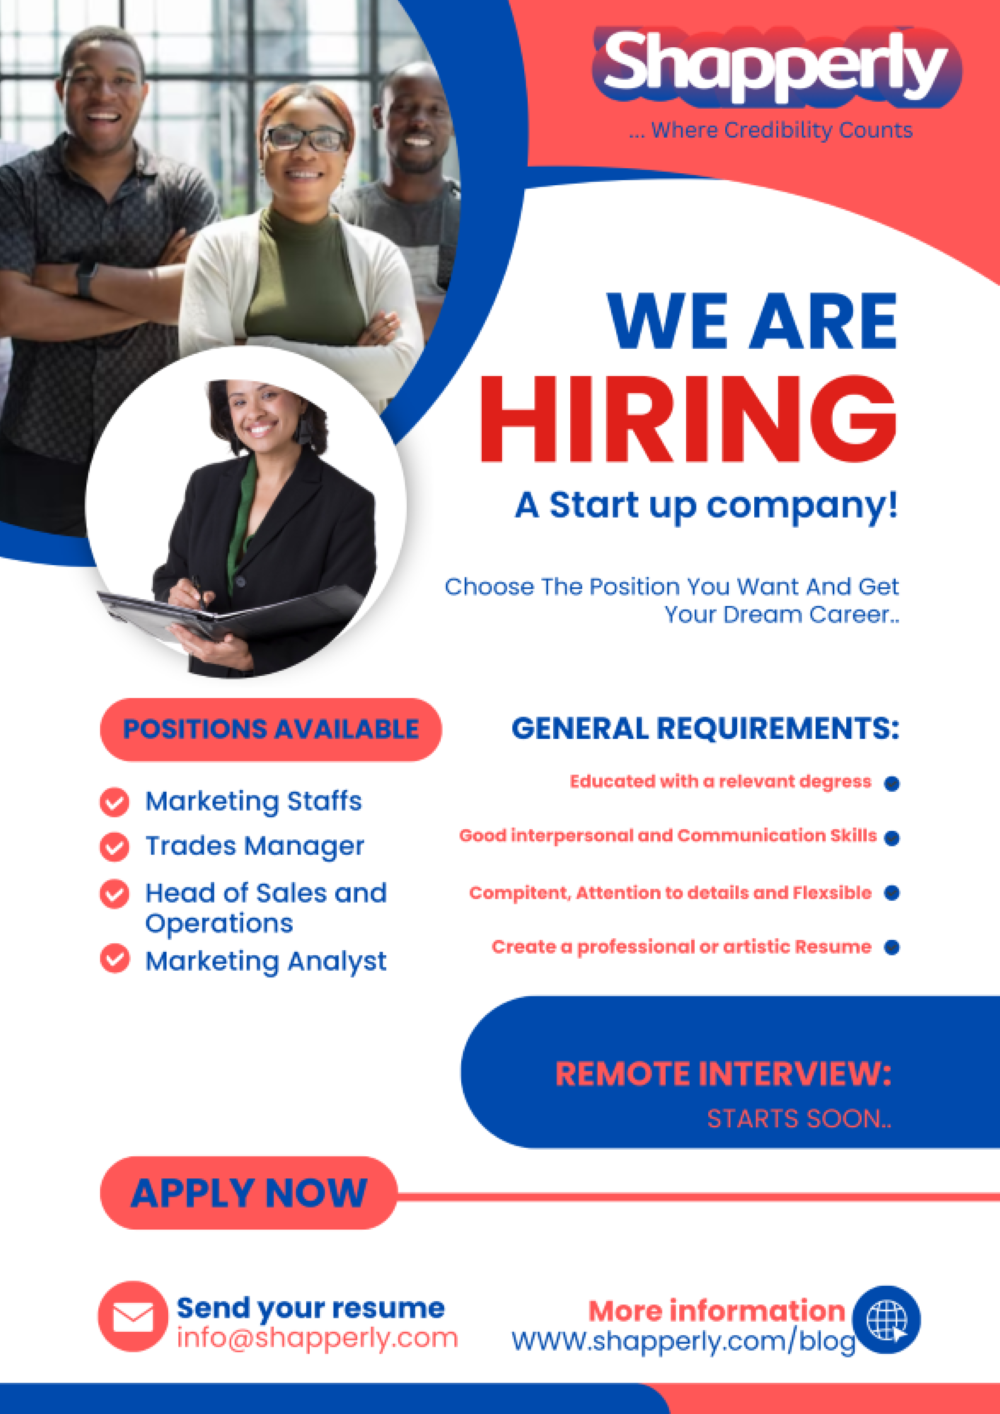 Shapperly
... Where Credibility Counts
WE ARE
HIRING
A Start up company!
Choose The Position You Want And Get
Your Dream Career..
POSITIONS AVAILABLE
Marketing Staffs
Trades Manager
Head of Sales and
Operations
Marketing Analyst
GENERAL REQUIREMENTS:
Educated with a relevant degress
Good interpersonal and Communication Skills
Compitent, Attention to details and Flexsible
Create a professional or artistic Resume
REMOTE INTERVIEW:
STARTS SOON..
APPLY NOW
Send your resume
info@shapperly.com
More information
WWW.shapperly.com/blog